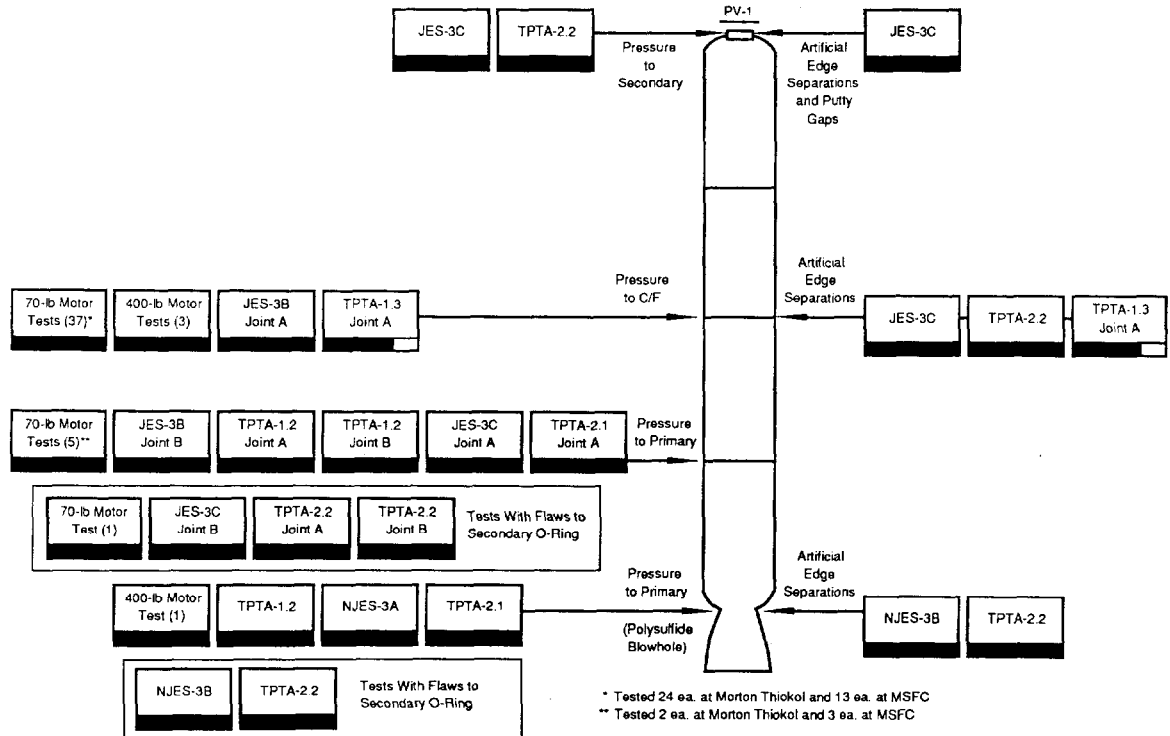 PV-1
JES-3C
TPTA-2.2
Pressure
to
Secondary
Artificial
Edge
Separations
and Putty
Gaps
JES-3C
70-lb Motor
Tests (37)*
400-lb Motor
Tests (3)
JES-3B
Joint A
TPTA-1.3
Joint A
Pressure
to C/F
Artificial
Edge
Separations
JES-3C
TPTA-2.2
TPTA-1.3
Joint A
70-lb Motor
Tests (5)**
JES-3B
Joint B
TPTA-1.2
Joint A
TPTA-1.2
Joint B
JES-3C
Joint A
TPTA-2.1
Joint A
Pressure
to Primary
70-lb Motor
Test (1)
JES-3C
Joint B
TPTA-2.2
Joint A
TPTA-2.2
Joint B
Tests With Flaws to
Secondary O-Ring
400-lb Motor
Test (1)
TPTA-1.2
NJES-3A
TPTA-2.1
Pressure
to Primary
(Polysulfide
Blowhole)
Artificial
Edge
Separations
NJES-3B
TPTA-2.2
NJES-3B
TPTA-2.2
Tests With Flaws to
Secondary O-Ring
* Tested 24 ea. at Morton Thiokol and 13 ea. at MSFC
** Tested 2 ea. at Morton Thiokol and 3 ea. at MSFC